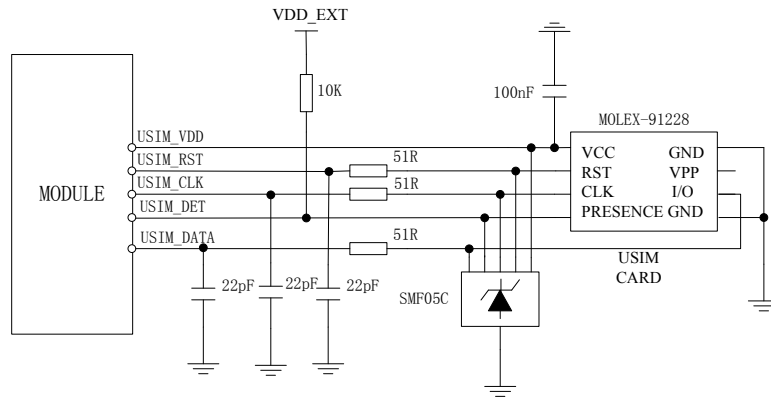 VDD_EXT
10K
100nF
MOLEX-91228
MODULE
USIM_VDD
USIM_RST
USIM_CLK
USIM_DET
USIM_DATA
51R
51R
51R
VCC GND
RST VPP
CLK I/O
PRESENCE GND
USIM
CARD
22pF
22pF
22pF
SMF05C